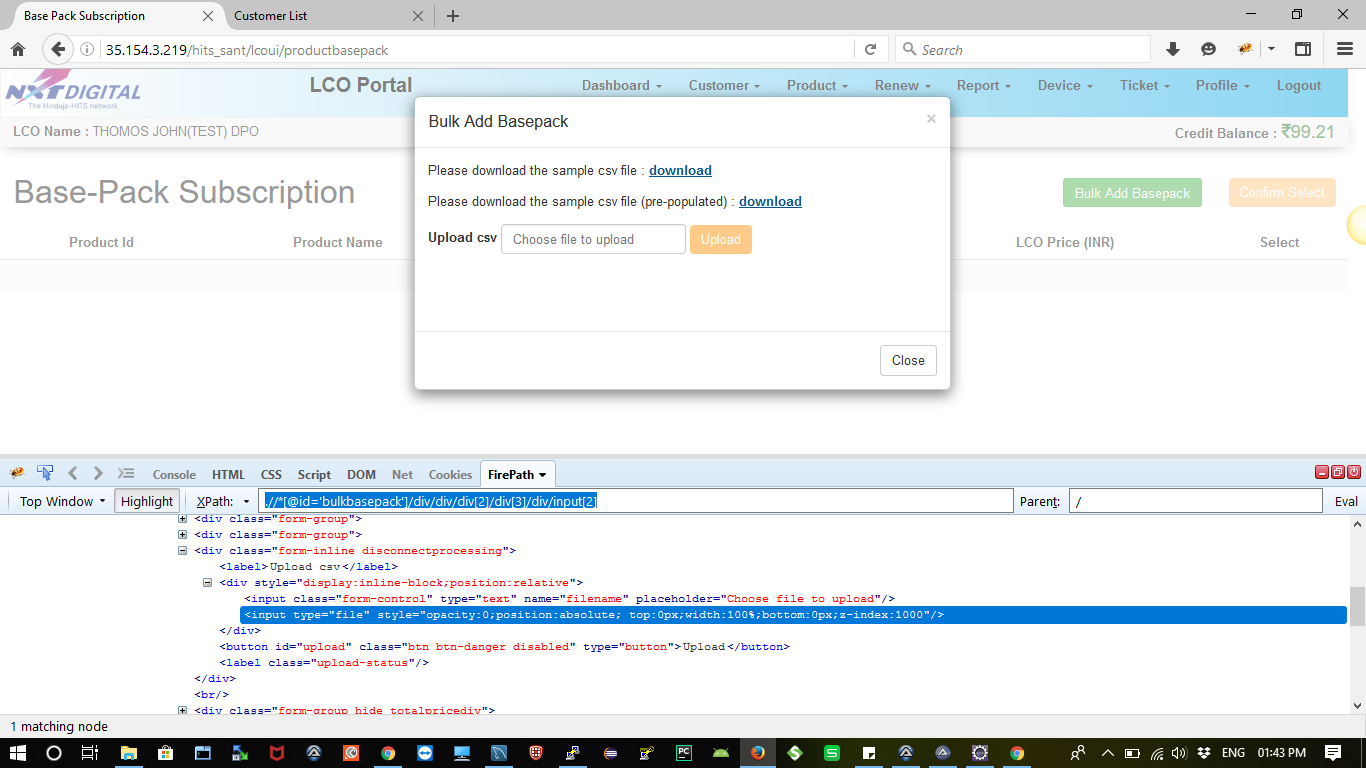 Base Pack Subscription
Customer List
35.154.3.219/hits_sant/lcoui/productbasepack
Search
NXT DIGITAL
The Hinduja-HITS network
LCO Portal
Dashboard Customer Product Renew Report Device Ticket Profile Logout
LCO Name : THOMOS JOHN(TEST) DPO
Credit Balance : ₹99.21
Base-Pack Subscription
Bulk Add Basepack
Confirm Select
Product Id Product Name LCO Price (INR) Select
Bulk Add Basepack ×
Please download the sample csv file : download
Please download the sample csv file (pre-populated) : download
Upload csv Choose file to upload Upload
Close
Console HTML CSS Script DOM Net Cookies FirePath
Top Window Highlight XPath: .//*[@id='bulkbasepack']/div/div/div[2]/div[3]/div/input[2] Parent: / Eval
<div class="form-group">
<div class="form-group">
<div class="form-inline disconnectprocessing">
<label>Upload csv</label>
<div style="display:inline-block;position:relative">
<input class="form-control" type="text" name="filename" placeholder="Choose file to upload"/>
<input type="file" style="opacity:0;position:absolute; top:0px;width:100%;bottom:0px;z-index:1000"/>
</div>
<button id="upload" class="btn btn-danger disabled" type="button">Upload</button>
<label class="upload-status"/>
</div>
<br/>
<div class="form-group hide totalpricediv">
1 matching node
ENG 01:43 PM